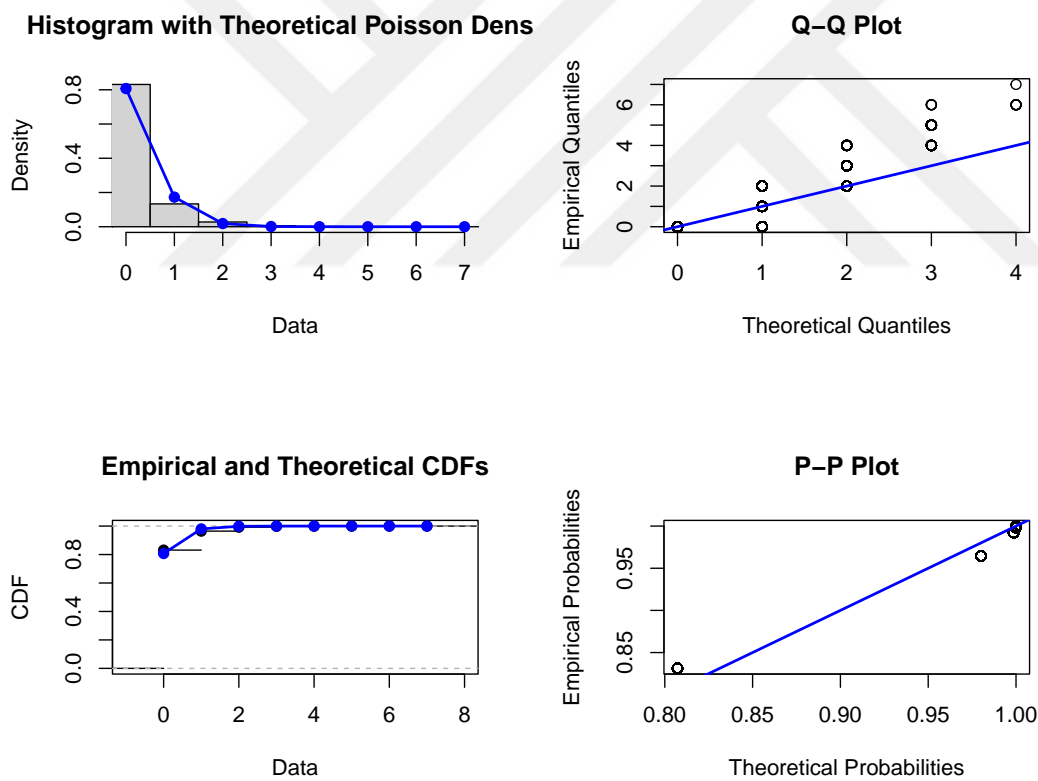 Histogram with Theoretical Poisson Dens
Density
0.0 0.4 0.8
0 1 2 3 4 5 6 7
Data
Q−Q Plot
Empirical Quantiles
0 2 4 6
0 1 2 3 4
Theoretical Quantiles
Empirical and Theoretical CDFs
CDF
0.0 0.4 0.8
0 2 4 6 8
Data
P−P Plot
Empirical Probabilities
0.85 0.95
0.80 0.85 0.90 0.95 1.00
Theoretical Probabilities